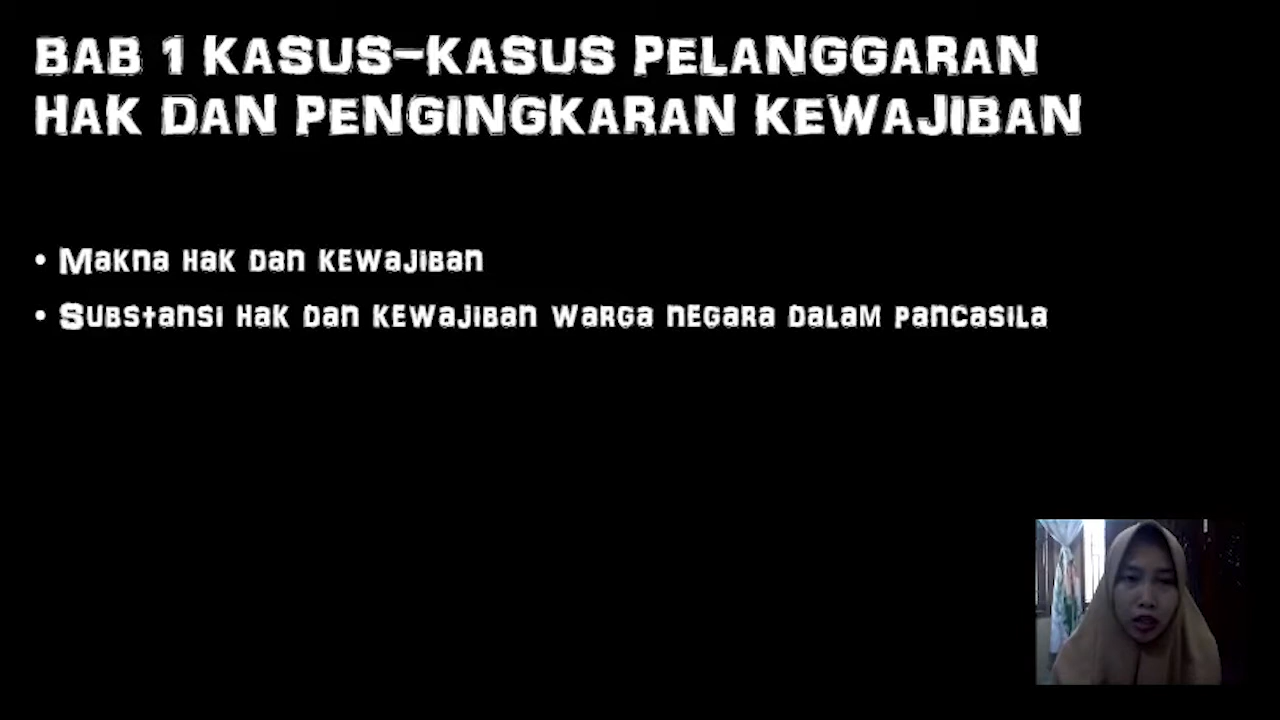 BAB 1 KASUS-KASUS PELANGGARAN
HAK DAN PENGINGKARAN KEWAJIBAN
• Makna hak dan kewajiban
• Substansi hak dan kewajiban warga negara dalam pancasila